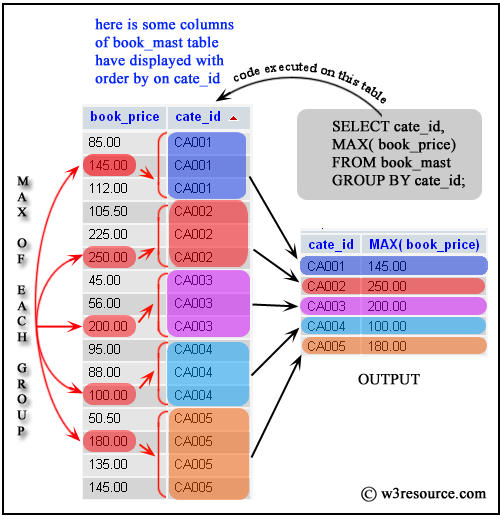 here is some columns
of book_mast table
have displayed with
order by on cate_id
code executed on this table
SELECT cate_id,
MAX( book_price)
FROM book_mast
GROUP BY cate_id;
book_price cate_id
85.00 CA001
145.00 CA001
112.00 CA001
105.50 CA002
225.00 CA002
250.00 CA002
45.00 CA003
56.00 CA003
200.00 CA003
95.00 CA004
88.00 CA004
100.00 CA004
50.50 CA005
180.00 CA005
135.00 CA005
145.00 CA005
MAX OF EACH GROUP
cate_id MAX( book_price)
CA001 145.00
CA002 250.00
CA003 200.00
CA004 100.00
CA005 180.00
OUTPUT
© w3resource.com